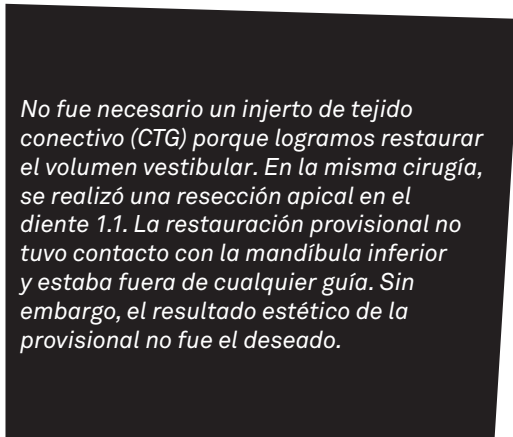 No fue necesario un injerto de tejido
conectivo (CTG) porque logramos restaurar
el volumen vestibular. En la misma cirugía,
se realizó una resección apical en el
diente 1.1. La restauración provisional no
tuvo contacto con la mandíbula inferior
y estaba fuera de cualquier guía. Sin
embargo, el resultado estético de la
provisional no fue el deseado.